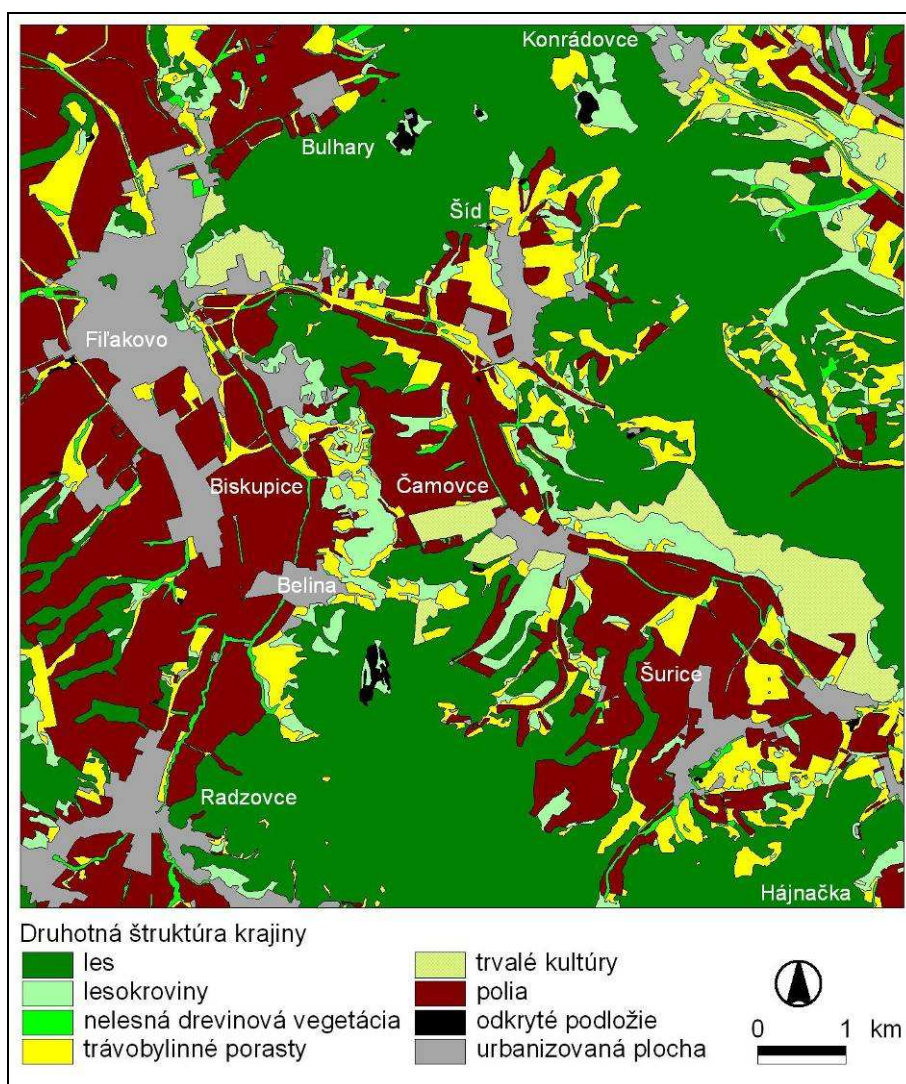 Konrádovce
Bulhary
Šíd
Fiľakovo
Biskupice
Čamovce
Belina
Šurice
Radzovce
Hájnačka
Druhotná štruktúra krajiny
les
lesokroviny
nelesná drevinová vegetácia
trávobylinné porasty
trvalé kultúry
polia
odkryté podložie
urbanizovaná plocha
0 1 km